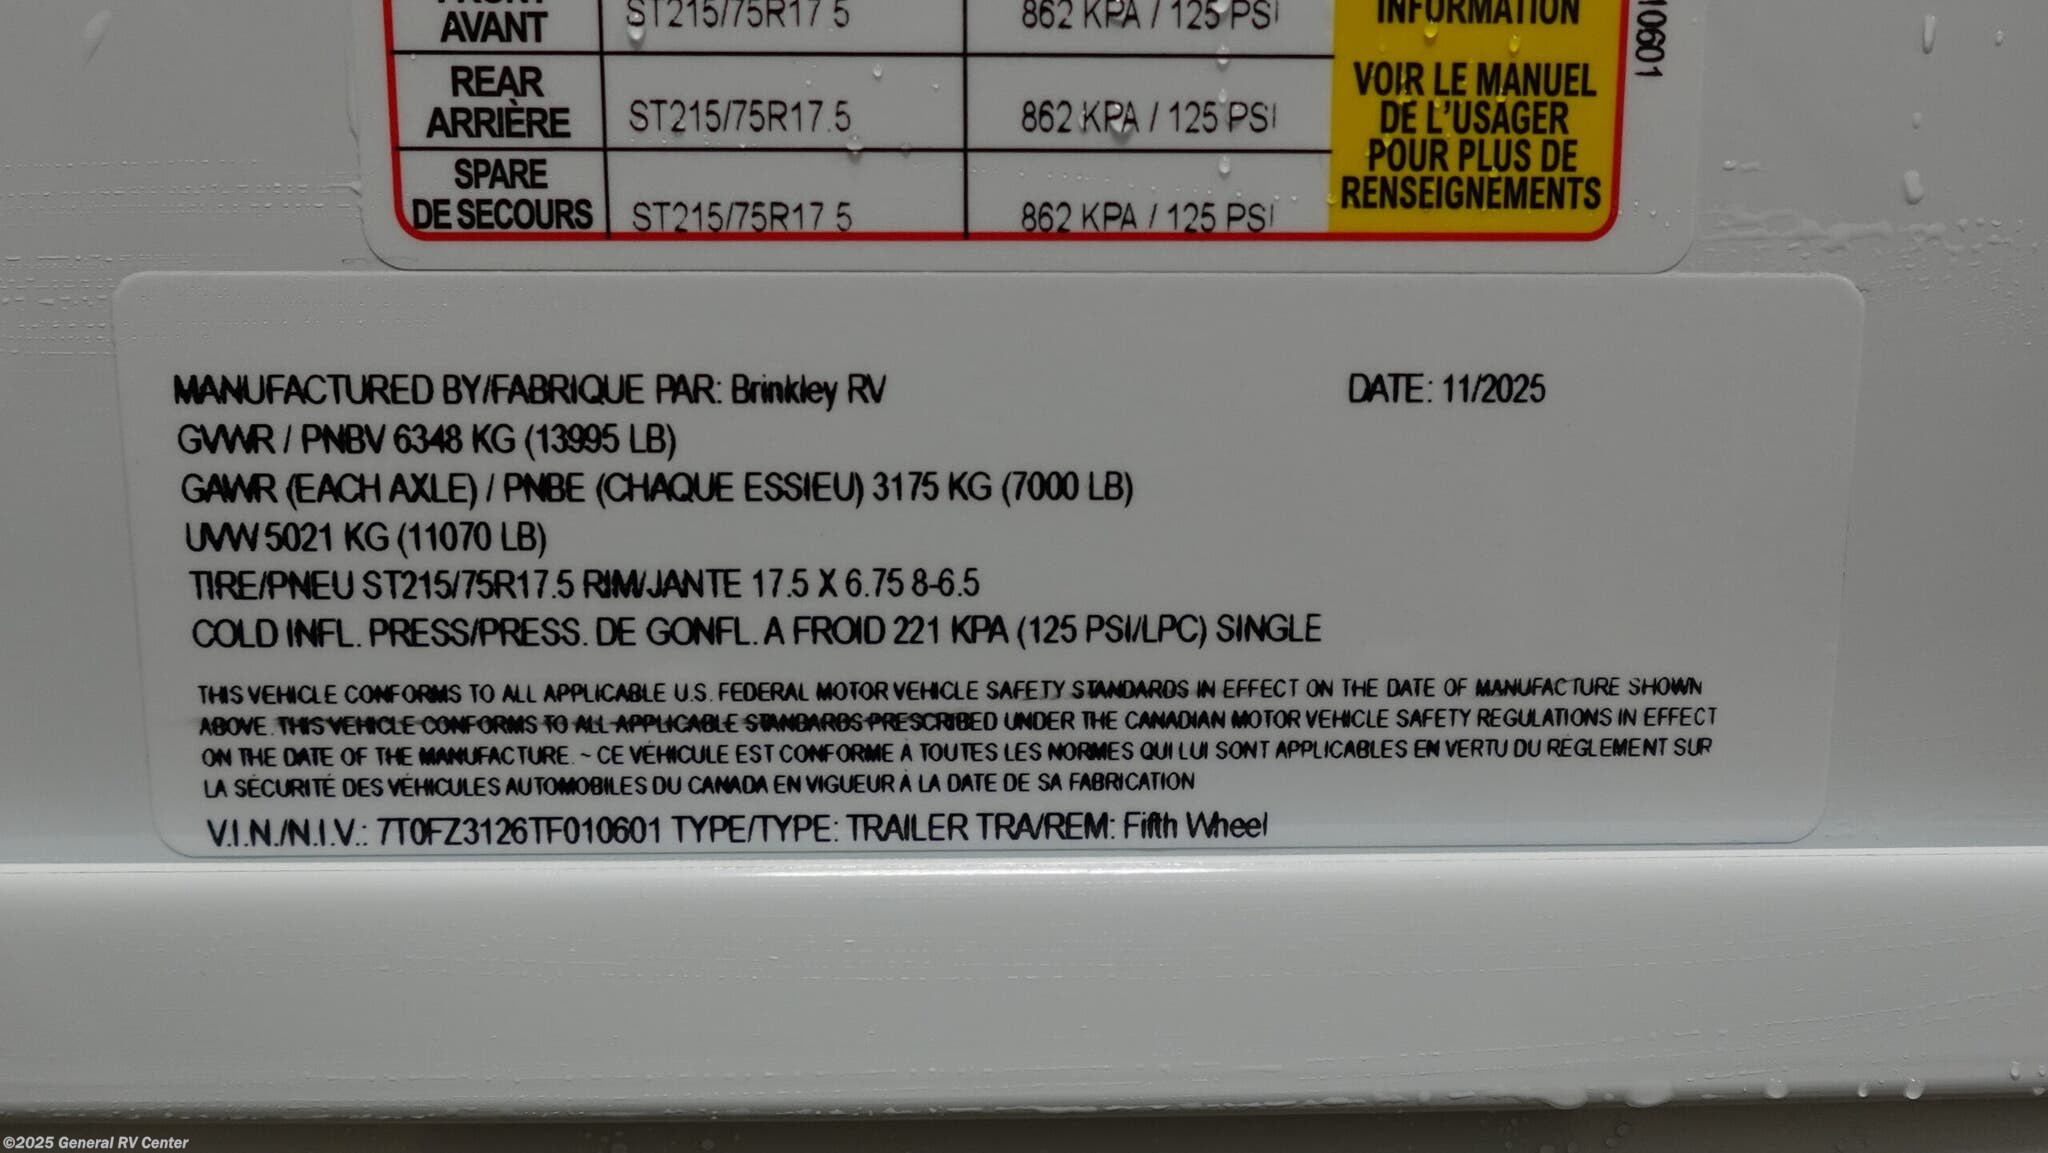 FRONT
AVANT
ST215/75R17.5
862 KPA / 125 PSI
INFORMATION
REAR
ARRIÈRE
ST215/75R17.5
862 KPA / 125 PSI
VOIR LE MANUEL
DE L'USAGER
POUR PLUS DE
RENSEIGNEMENTS
SPARE
DE SECOURS
ST215/75R17.5
862 KPA / 125 PSI
10601
MANUFACTURED BY/FABRIQUE PAR: Brinkley RV DATE: 11/2025
GVWR / PNBV 6348 KG (13995 LB)
GAWR (EACH AXLE) / PNBE (CHAQUE ESSIEU) 3175 KG (7000 LB)
UVW 5021 KG (11070 LB)
TIRE/PNEU ST215/75R17.5 RIM/JANTE 17.5 X 6.75 8-6.5
COLD INFL. PRESS/PRESS. DE GONFL. A FROID 221 KPA (125 PSI/LPC) SINGLE
THIS VEHICLE CONFORMS TO ALL APPLICABLE U.S. FEDERAL MOTOR VEHICLE SAFETY STANDARDS IN EFFECT ON THE DATE OF MANUFACTURE SHOWN
ABOVE. THIS VEHICLE CONFORMS TO ALL APPLICABLE STANDARDS PRESCRIBED UNDER THE CANADIAN MOTOR VEHICLE SAFETY REGULATIONS IN EFFECT
ON THE DATE OF THE MANUFACTURE. ~ CE VÉHICULE EST CONFORME À TOUTES LES NORMES QUI LUI SONT APPLICABLES EN VERTU DU RÈGLEMENT SUR
LA SÉCURITÉ DES VÉHICULES AUTOMOBILES DU CANADA EN VIGUEUR À LA DATE DE SA FABRICATION
V.I.N./N.I.V.: 7T0FZ3126TF010601 TYPE/TYPE: TRAILER TRA/REM: Fifth Wheel
©2025 General RV Center